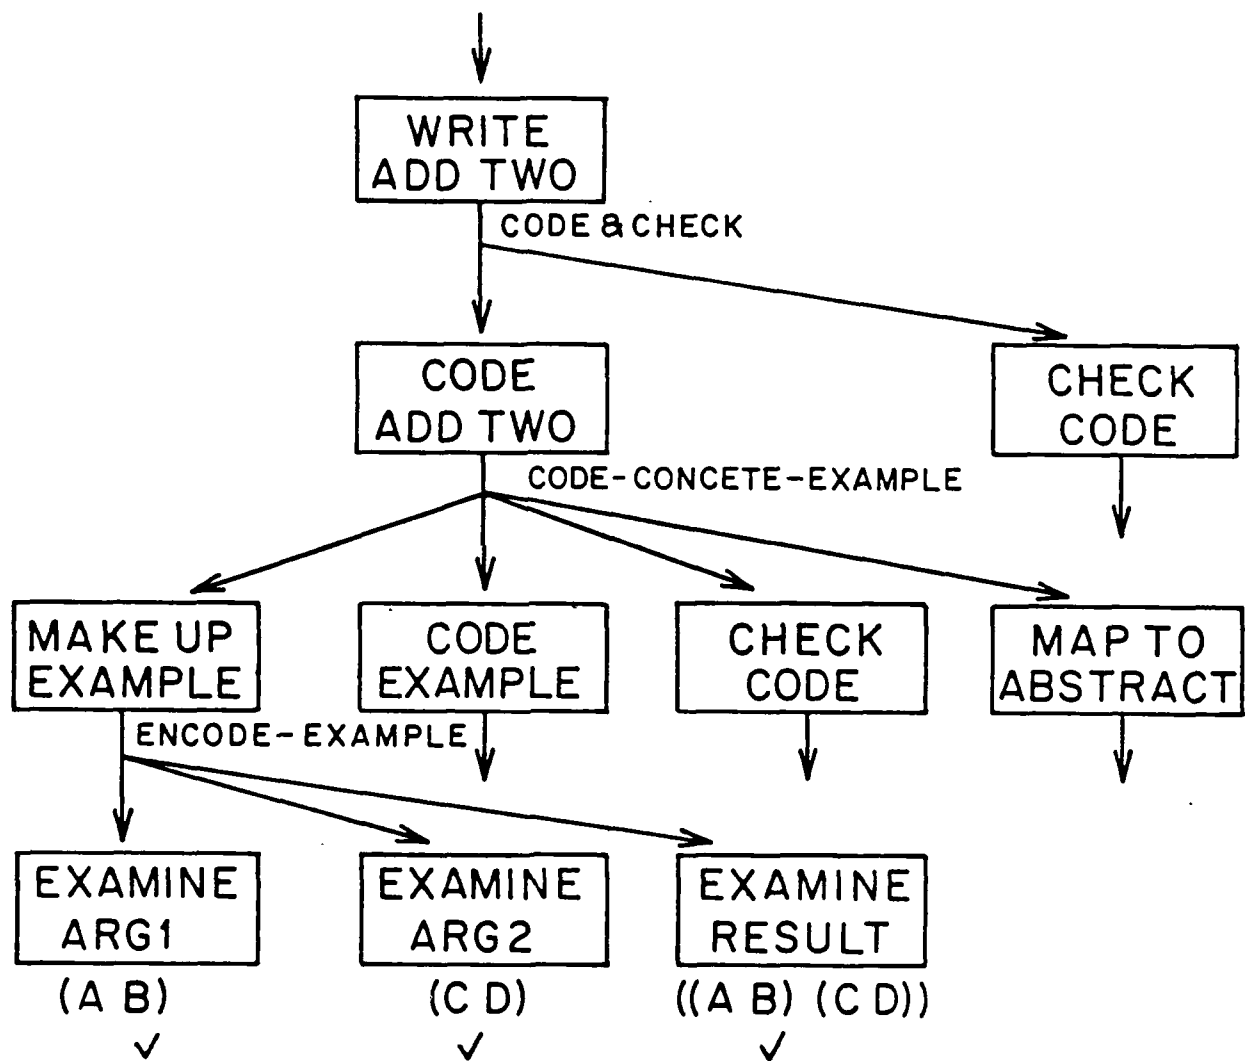 WRITE
ADD TWO
CODE & CHECK
CODE
ADD TWO
CHECK
CODE
CODE-CONCETE-EXAMPLE
MAKE UP
EXAMPLE
CODE
EXAMPLE
CHECK
CODE
MAP TO
ABSTRACT
ENCODE-EXAMPLE
EXAMINE
ARG1
EXAMINE
ARG2
EXAMINE
RESULT
(A B)
(C D)
((A B) (C D))